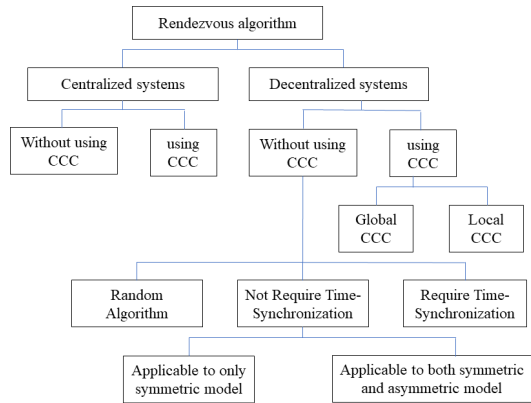 Rendezvous algorithm
Centralized systems
Decentralized systems
Without using
CCC
using
CCC
Without using
CCC
using
CCC
Global
CCC
Local
CCC
Random
Algorithm
Not Require Time-
Synchronization
Require Time-
Synchronization
Applicable to only
symmetric model
Applicable to both symmetric
and asymmetric model